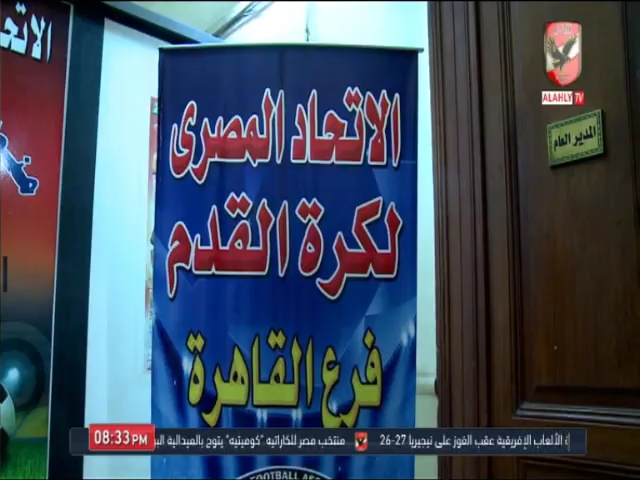 الاتحاد المصرى
لكرة القدم
فرع القاهرة
FOOTBALL
المدير العام
ALAHLY TV
08:33 PM
الألعاب الإفريقية عقب الفوز على نيجيريا 27-26
منتخب مصر للكاراتيه "كوميتيه" يتوج بالميدالية